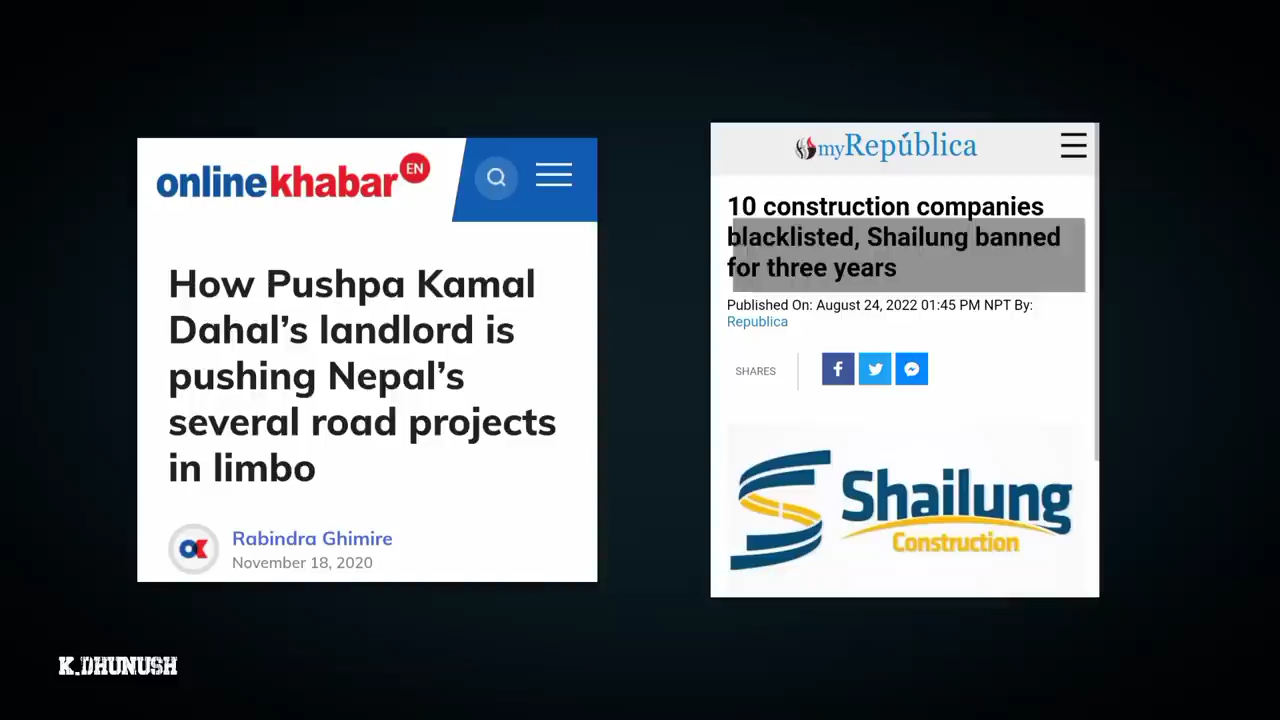 onlinekhabar EN
How Pushpa Kamal
Dahal's landlord is
pushing Nepal's
several road projects
in limbo
OK
Rabindra Ghimire
November 18, 2020
myRepública
10 construction companies
blacklisted, Shailung banned
for three years
Published On: August 24, 2022 01:45 PM NPT By:
Republica
SHARES
Shailung
Construction
K.DHUNUSH